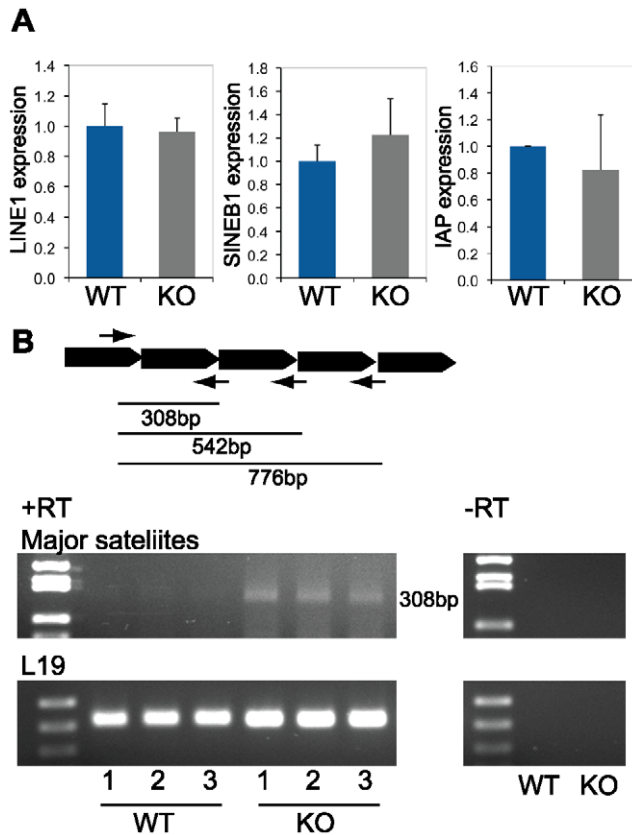 A
LINE1 expression
1.4
1.2
1.0
0.8
0.6
0.4
0.2
0.0
WT KO
SINEB1 expression
1.8
1.6
1.4
1.2
1.0
0.8
0.6
0.4
0.2
0.0
WT KO
IAP expression
1.6
1.4
1.2
1.0
0.8
0.6
0.4
0.2
0.0
WT KO
B
308bp
542bp
776bp
+RT
-RT
Major sateliites
308bp
L19
1 2 3 1 2 3
WT KO
WT KO